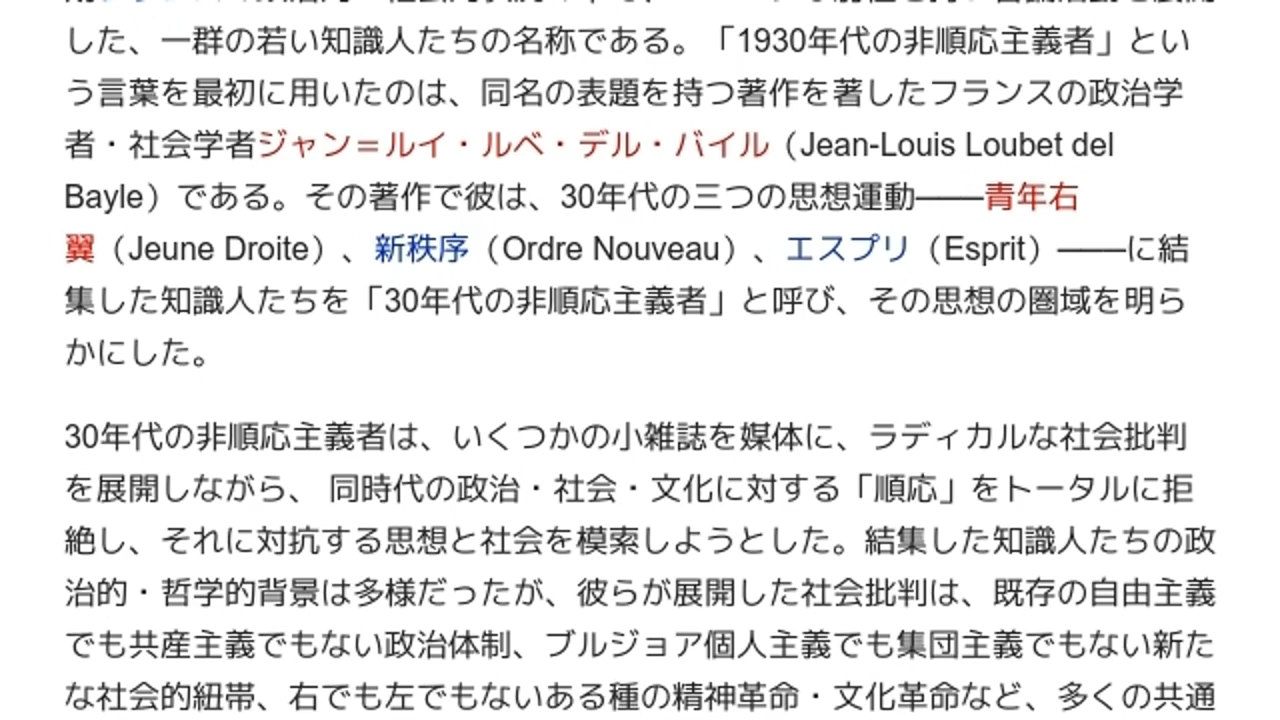 した、一群の若い知識人たちの名称である。「1930年代の非順応主義者」とい
う言葉を最初に用いたのは、同名の表題を持つ著作を著したフランスの政治学
者・社会学者ジャン＝ルイ・ルベ・デル・バイル（Jean-Louis Loubet del
Bayle）である。その著作で彼は、30年代の三つの思想運動——青年右
翼（Jeune Droite）、新秩序（Ordre Nouveau）、エスプリ（Esprit）——に結
集した知識人たちを「30年代の非順応主義者」と呼び、その思想の圏域を明ら
かにした。
30年代の非順応主義者は、いくつかの小雑誌を媒体に、ラディカルな社会批判
を展開しながら、 同時代の政治・社会・文化に対する「順応」をトータルに拒
絶し、それに対抗する思想と社会を模索しようとした。結集した知識人たちの政
治的・哲学的背景は多様だったが、彼らが展開した社会批判は、既存の自由主義
でも共産主義でもない政治体制、ブルジョア個人主義でも集団主義でもない新た
な社会的紐帯、右でも左でもないある種の精神革命・文化革命など、多くの共通